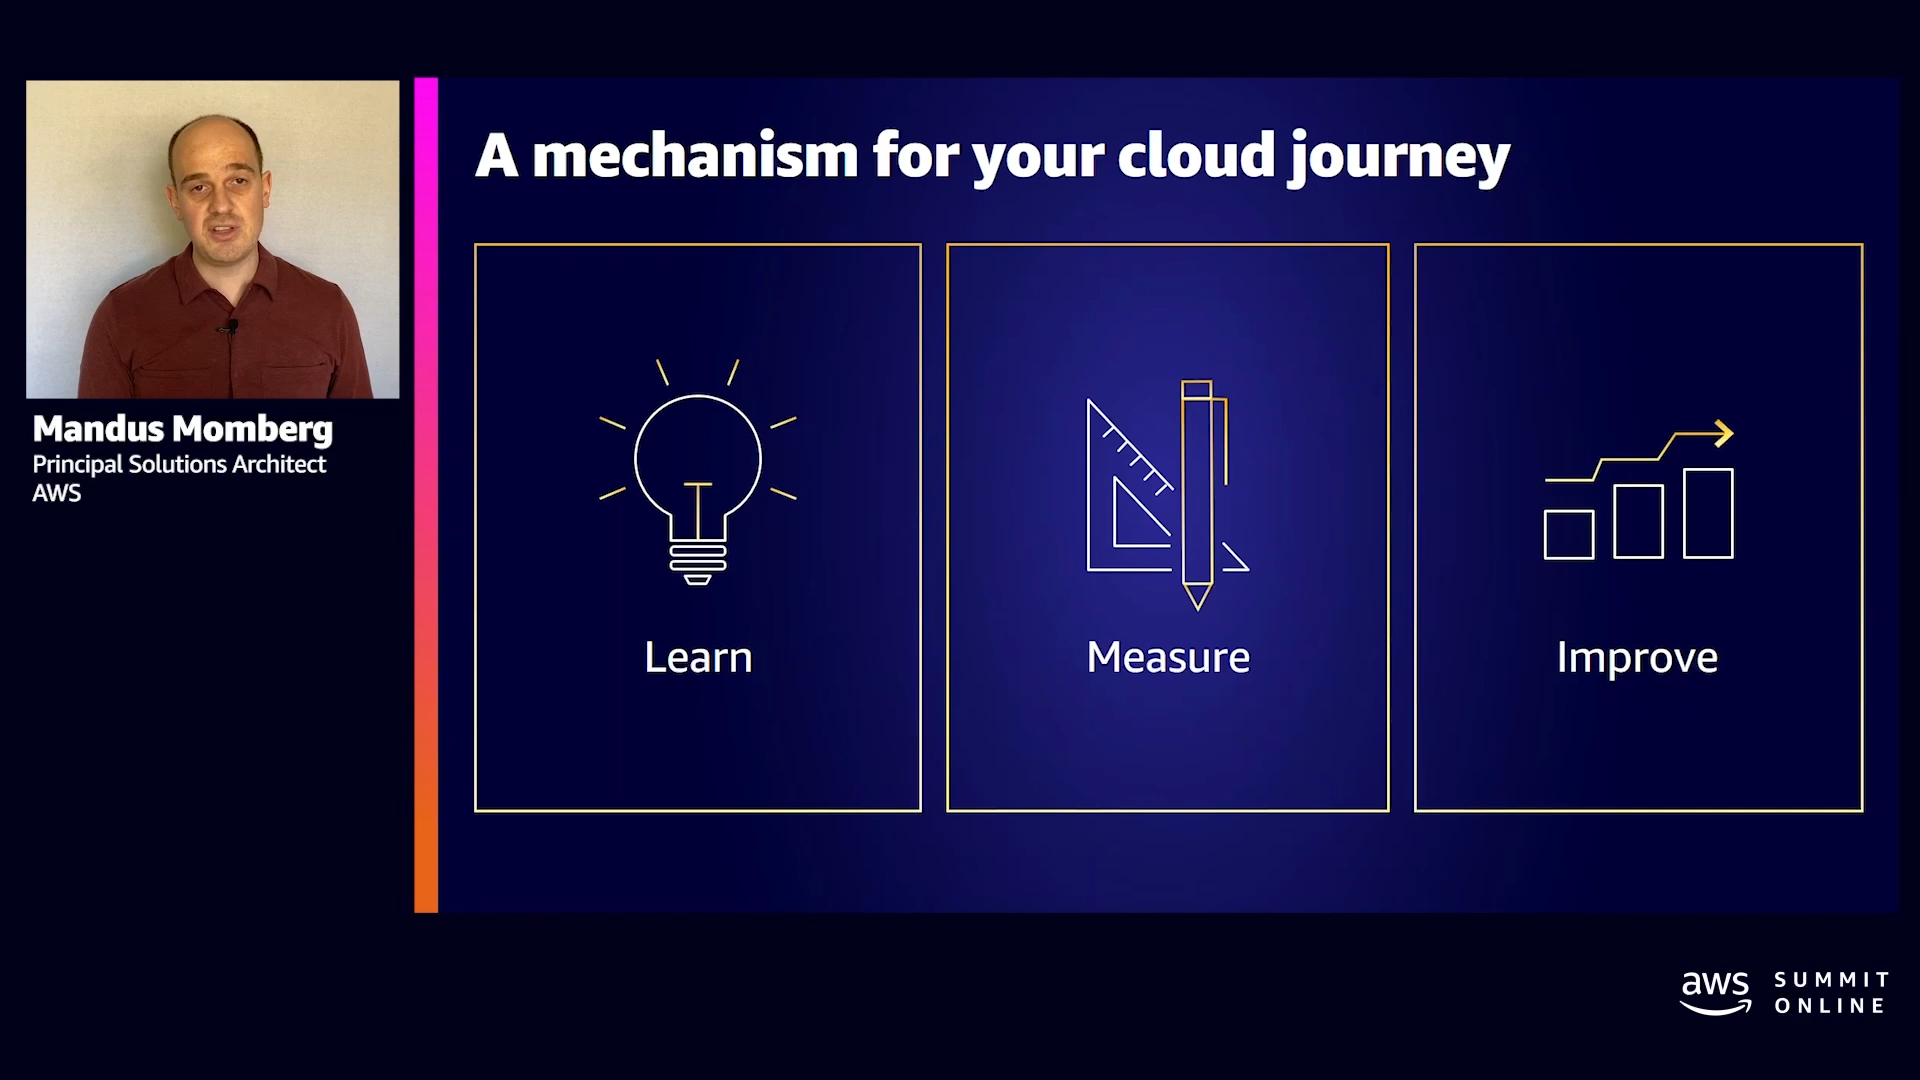 A mechanism for your cloud journey
Mandus Momberg
Principal Solutions Architect
AWS
Learn
Measure
Improve
aws
SUMMIT
ONLINE